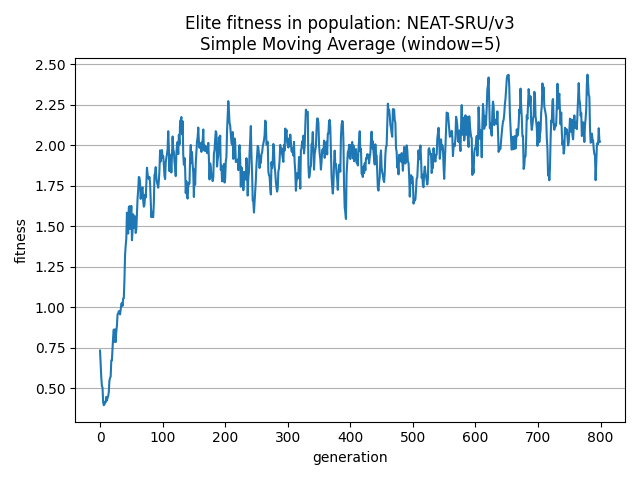 Elite fitness in population: NEAT-SRU/v3
Simple Moving Average (window=5)
2.50
2.25
2.00
1.75
1.50
1.25
1.00
0.75
0.50
fitness
0 100 200 300 400 500 600 700 800
generation